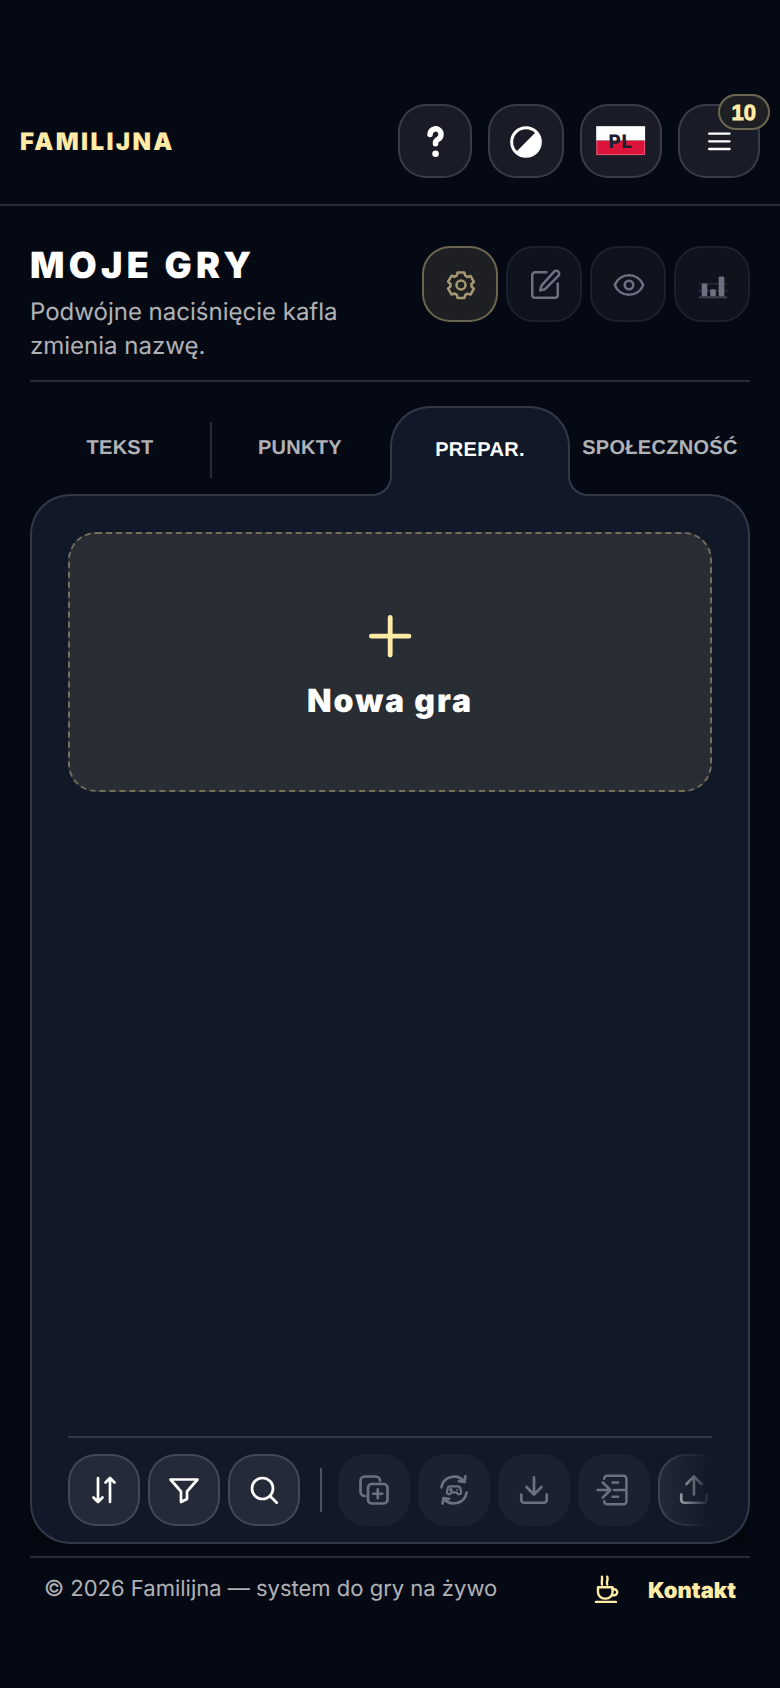 FAMILIJNA
?
PL
10
MOJE GRY
Podwójne naciśnięcie kafla
zmienia nazwę.
TEKST
PUNKTY
PREPAR.
SPOŁECZNOŚĆ
Nowa gra
© 2026 Familijna — system do gry na żywo
Kontakt